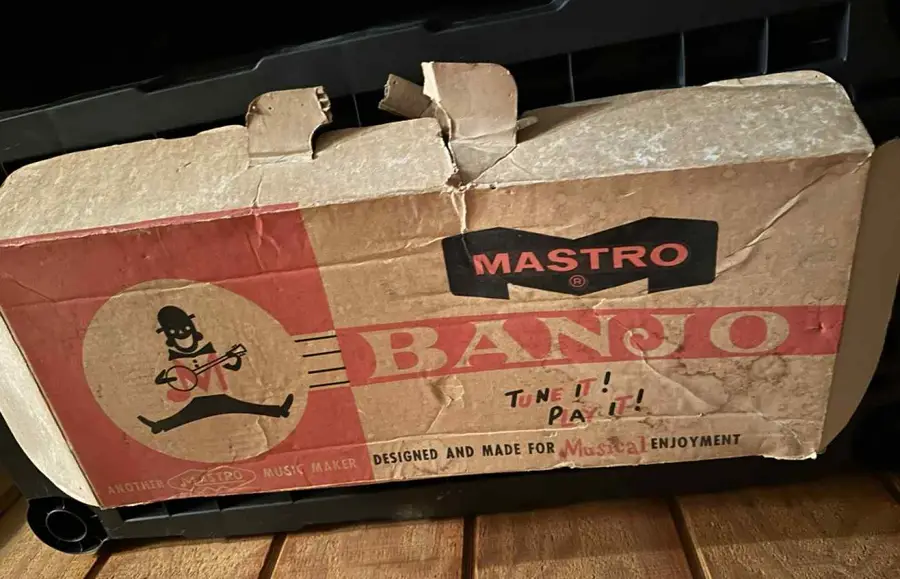 MASTRO
®
BANJO
TUNE IT!
PLAY IT!
DESIGNED AND MADE FOR Musical ENJOYMENT
M
ANOTHER MASTRO MUSIC MAKER